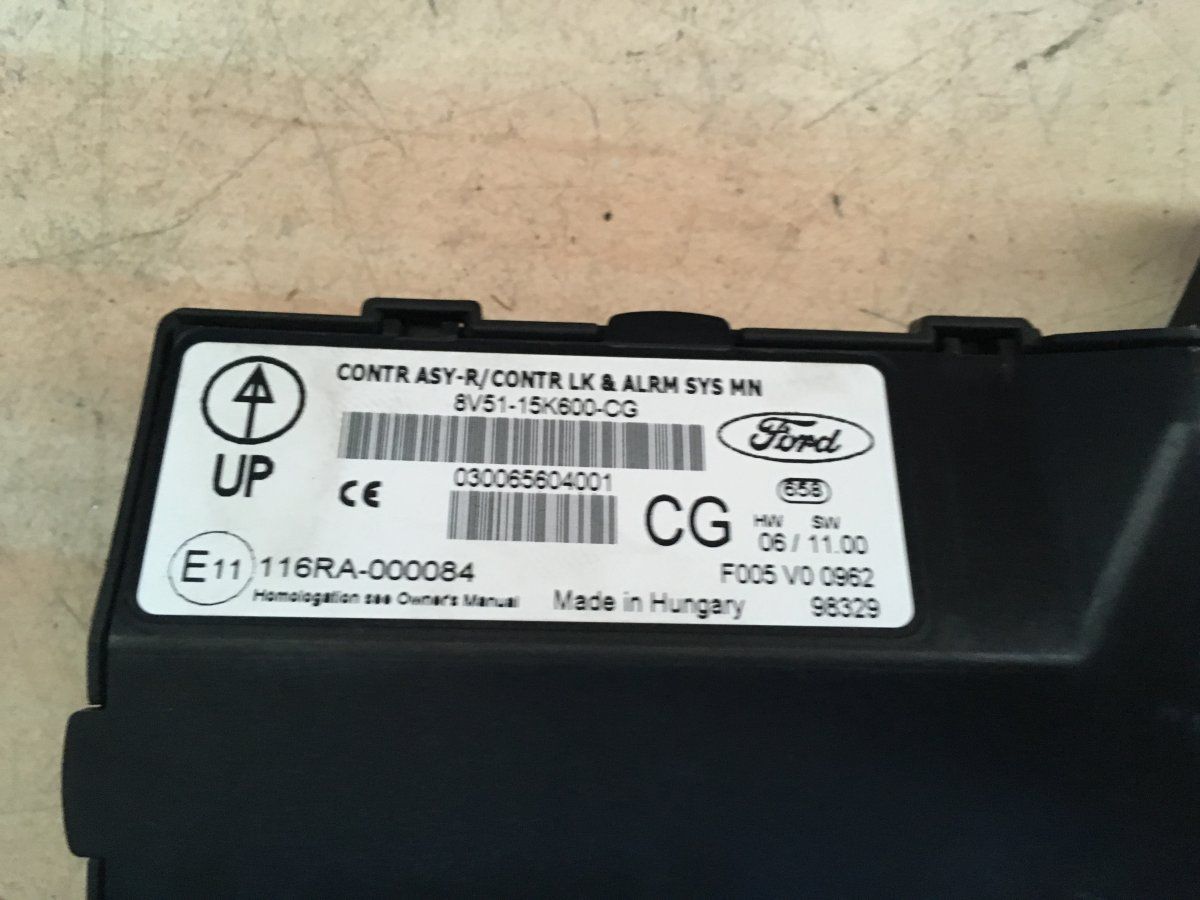 CONTR ASY-R/CONTR LK & ALRM SYS MN
8V51-15K600-CG
Ford
UP
CE
030065604001
CG
658
HW SW
06 / 11.00
E11
116RA-000084
F005 V0 0962
Homologation see Owner's Manual
Made in Hungary
98329